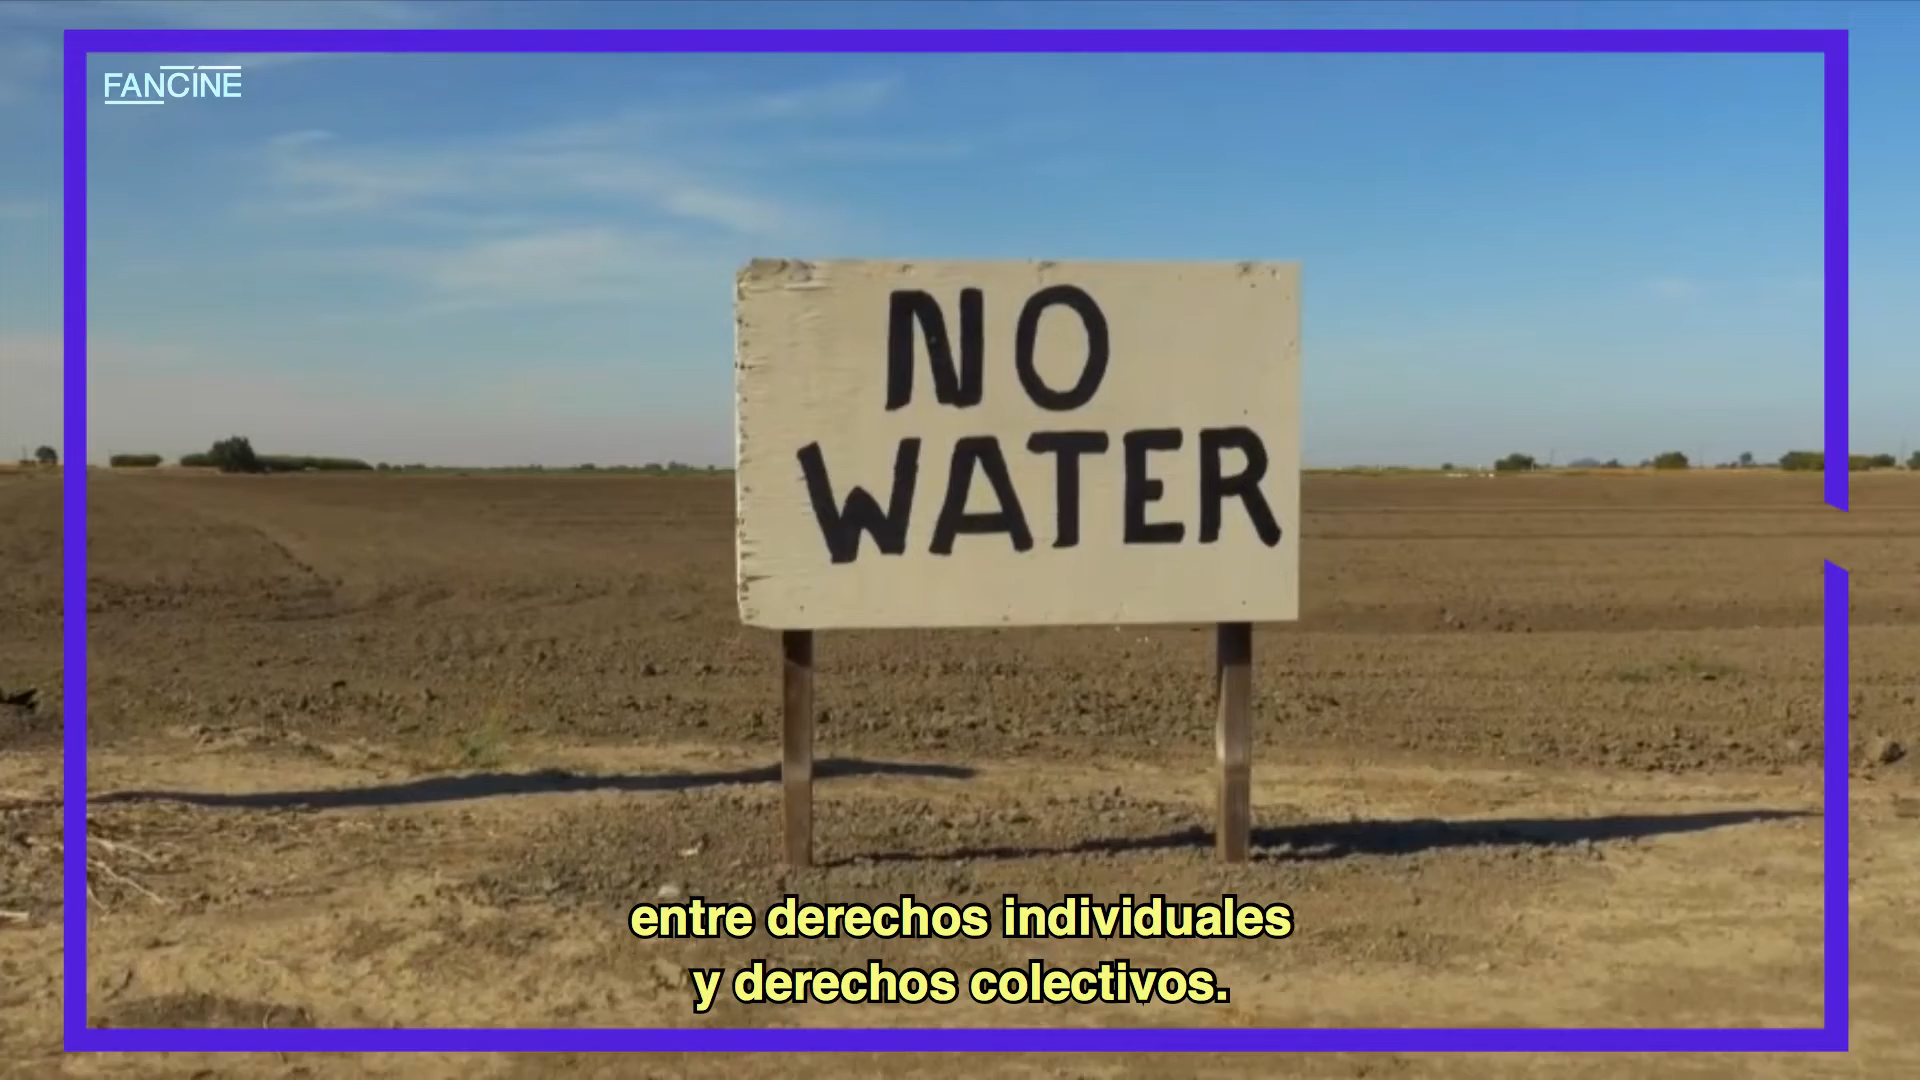 FANCINE
NO
WATER
entre derechos individuales
y derechos colectivos.